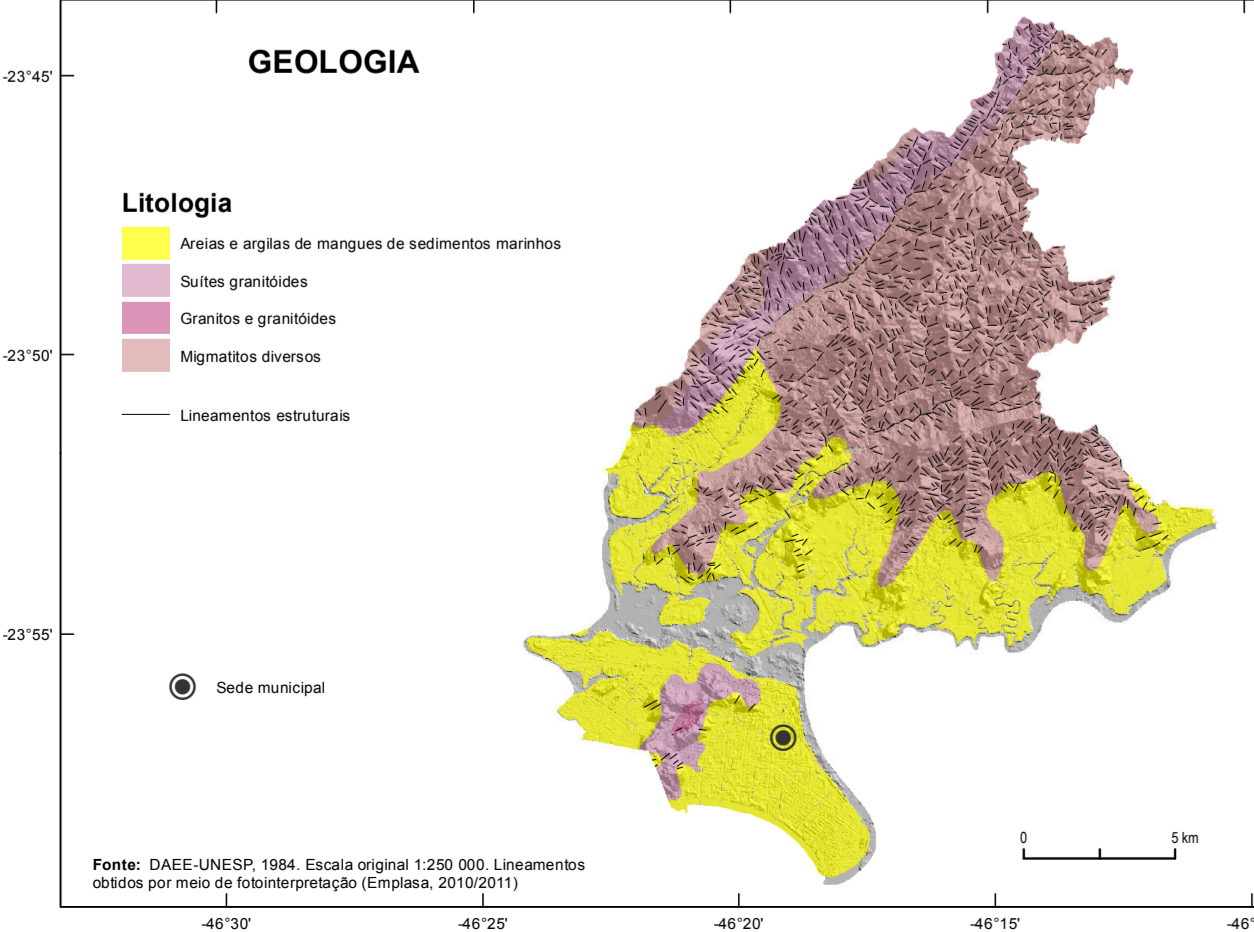 GEOLOGIA
-23°45'
Litologia
Areias e argilas de mangues de sedimentos marinhos
Suítes granitóides
Granitos e granitóides
Migmatitos diversos
-23°50'
Lineamentos estruturais
-23°55'
Sede municipal
0 5 km
Fonte: DAEE-UNESP, 1984. Escala original 1:250 000. Lineamentos
obtidos por meio de fotointerpretação (Emplasa, 2010/2011)
-46°30' -46°25' -46°20' -46°15' -46°